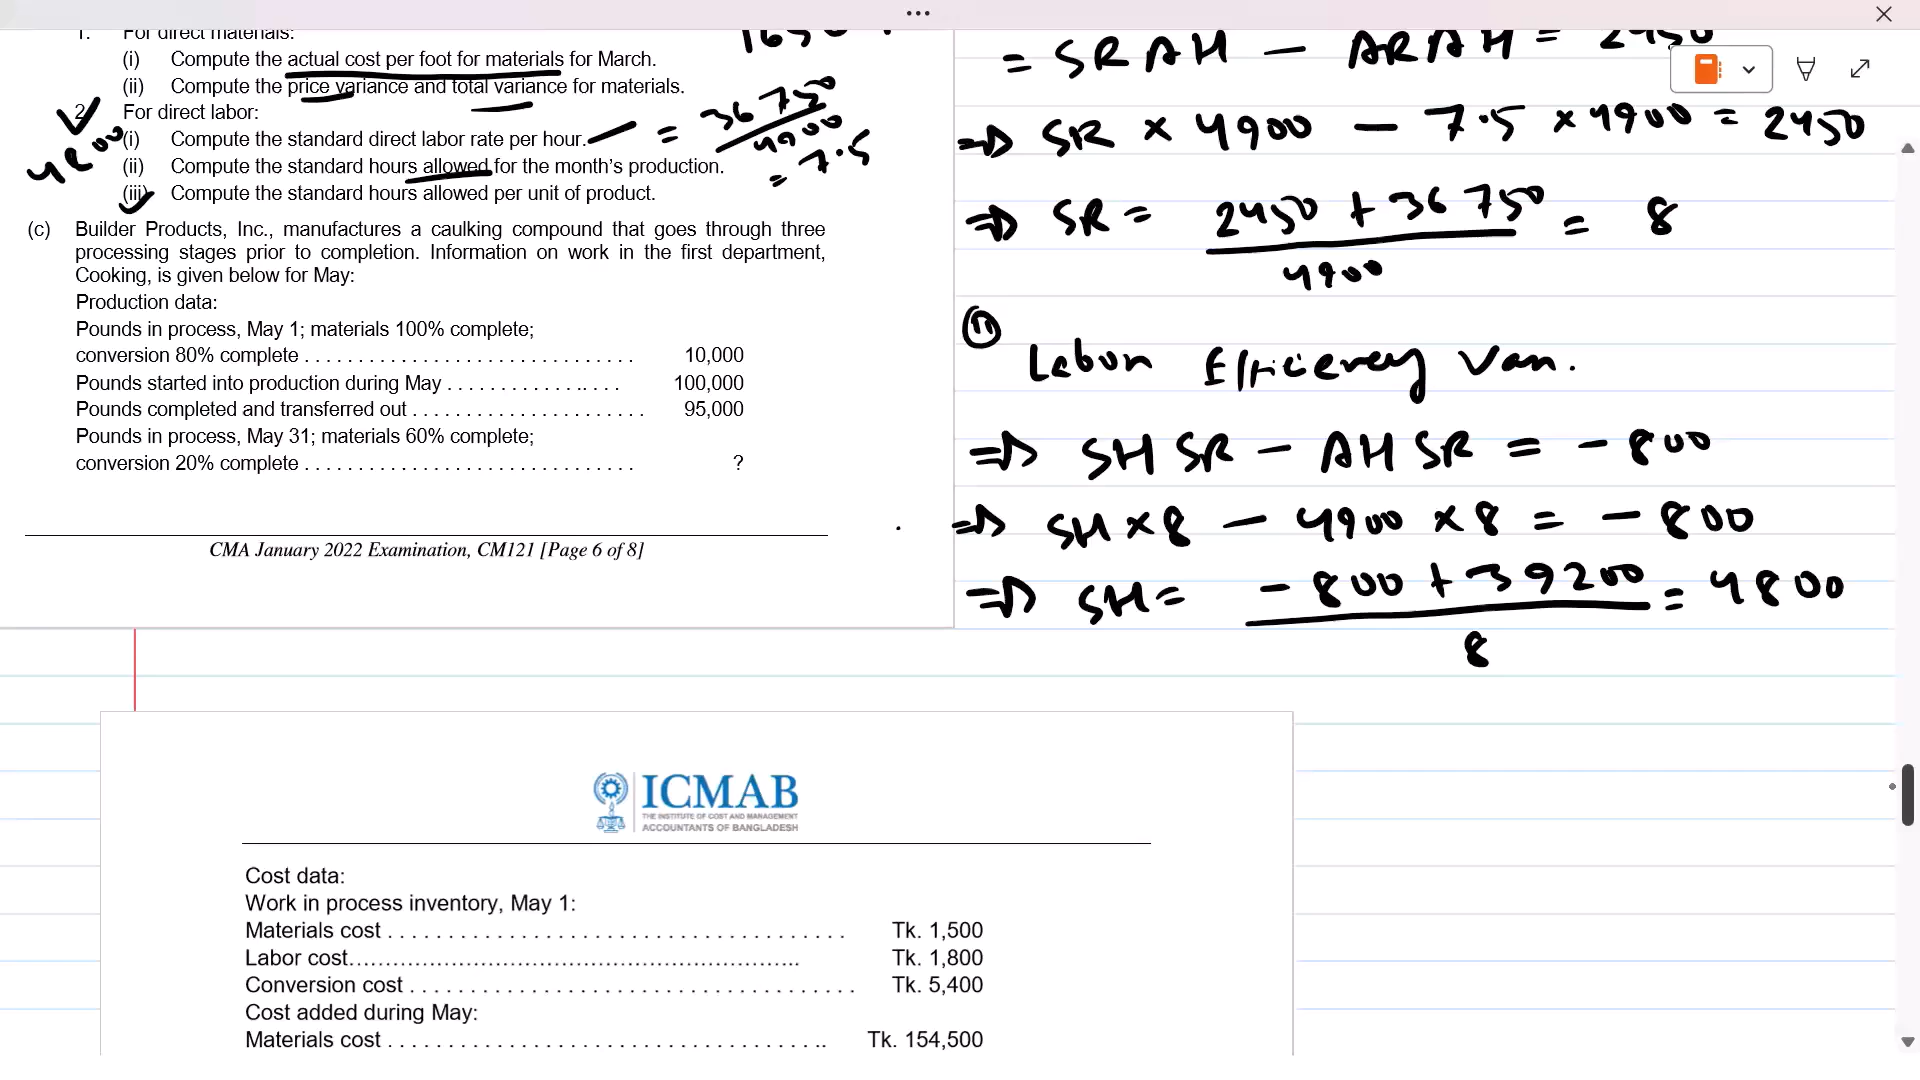 1. For direct materials:
(i) Compute the actual cost per foot for materials for March.
(ii) Compute the price variance and total variance for materials.
2. For direct labor:
(i) Compute the standard direct labor rate per hour.
(ii) Compute the standard hours allowed for the month's production.
(iii) Compute the standard hours allowed per unit of product.
= 36750
4900
= 7.5
4800
(c) Builder Products, Inc., manufactures a caulking compound that goes through three
processing stages prior to completion. Information on work in the first department,
Cooking, is given below for May:
Production data:
Pounds in process, May 1; materials 100% complete;
conversion 80% complete . . . . . . . . . . . . . . . . . . . . . . . . . . . . . . 10,000
Pounds started into production during May . . . . . . . . . . . . . .. . . . 100,000
Pounds completed and transferred out . . . . . . . . . . . . . . . . . . . . . . 95,000
Pounds in process, May 31; materials 60% complete;
conversion 20% complete . . . . . . . . . . . . . . . . . . . . . . . . . . . . . . ?
CMA January 2022 Examination, CM121 [Page 6 of 8]
= SRAH - ARAH = 2450
⇒ SR × 4900 - 7.5 × 4900 = 2450
⇒ SR = 2450 + 36750 = 8
4900
(ii)
Labour Efficiency Var.
⇒ SHSR - AHSR = - 800
⇒ SH × 8 - 4900 × 8 = - 800
⇒ SH = - 800 + 39200 = 4800
8
ICMAB
THE INSTITUTE OF COST AND MANAGEMENT
ACCOUNTANTS OF BANGLADESH
Cost data:
Work in process inventory, May 1:
Materials cost . . . . . . . . . . . . . . . . . . . . . . . . . . . . . . . . . . . . . Tk. 1,500
Labor cost…………………………………………………….. Tk. 1,800
Conversion cost . . . . . . . . . . . . . . . . . . . . . . . . . . . . . . . . . . . . Tk. 5,400
Cost added during May:
Materials cost . . . . . . . . . . . . . . . . . . . . . . . . . . . . . . . . . . . .. Tk. 154,500